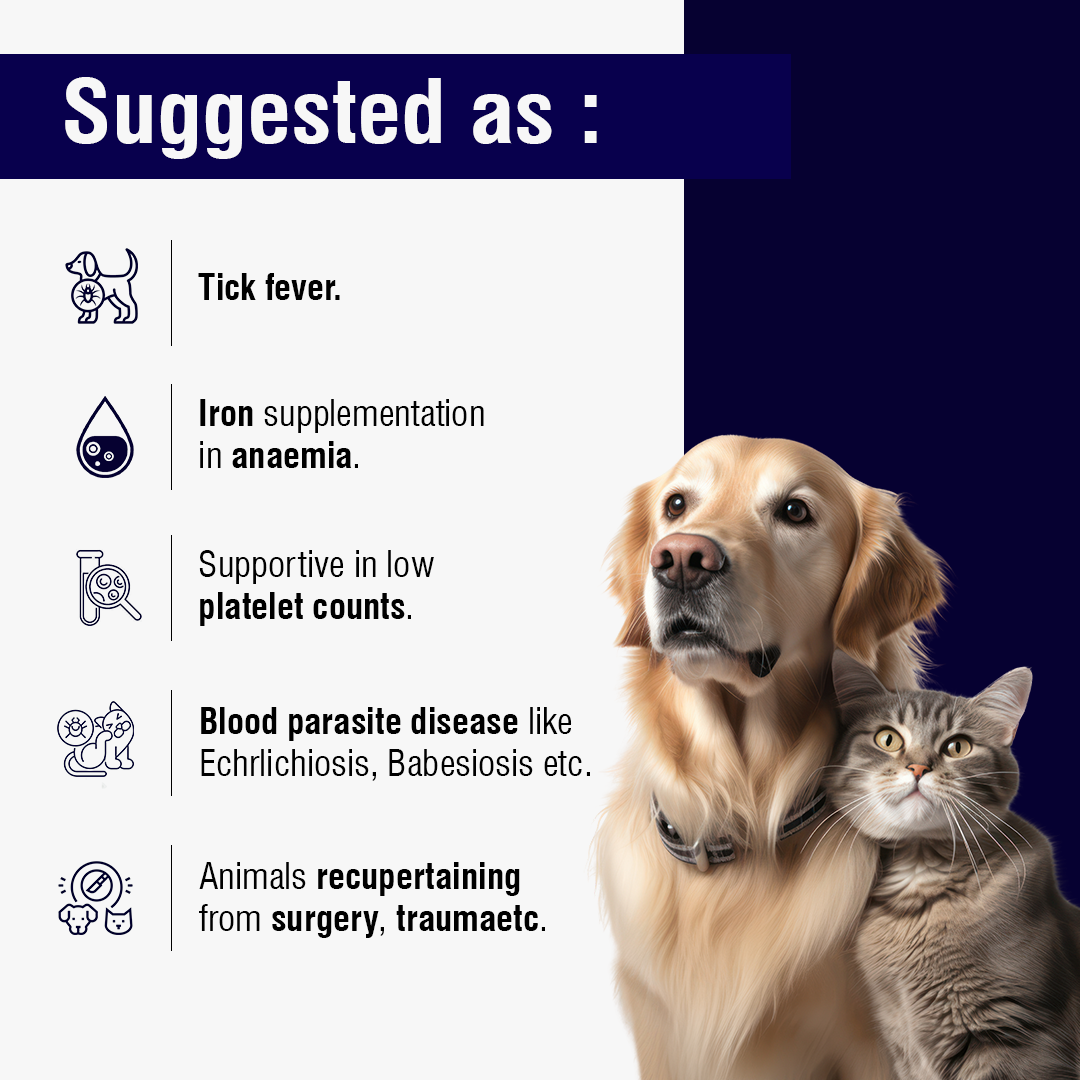 Suggested as :
Tick fever.
Iron supplementation
in anaemia.
Supportive in low
platelet counts.
Blood parasite disease like
Echrlichiosis, Babesiosis etc.
Animals recupertaining
from surgery, traumaetc.